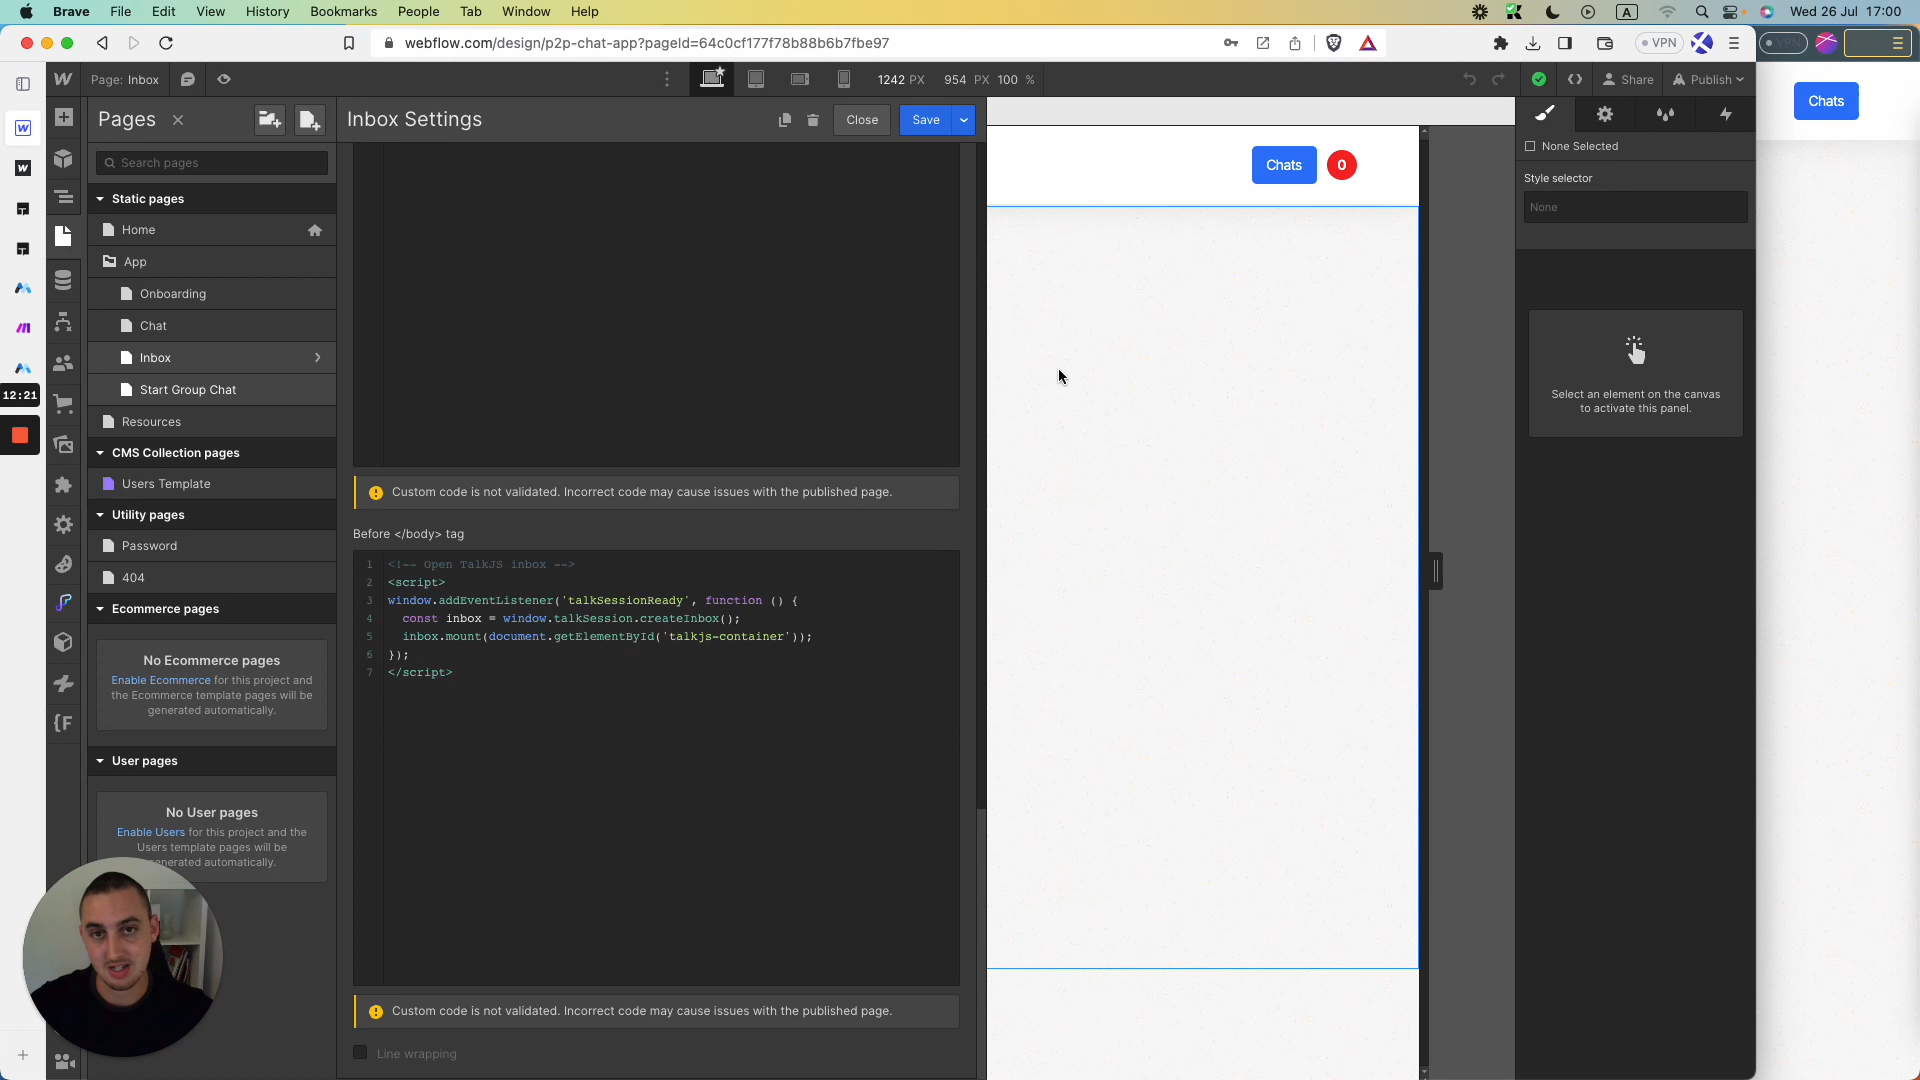 Brave File Edit View History Bookmarks People Tab Window Help
A
Wed 26 Jul 17:00
webflow.com/design/p2p-chat-app?pageId=64c0cf177f78b88b6b7fbe97
VPN
VPN
Page: Inbox
1242 PX 954 PX 100 %
Share
Publish
Chats
Pages
Inbox Settings
Close
Save
Search pages
Static pages
Home
App
Onboarding
Chat
Inbox
Start Group Chat
Resources
CMS Collection pages
Users Template
Utility pages
Password
404
Ecommerce pages
No Ecommerce pages
Enable Ecommerce for this project and
the Ecommerce template pages will be
generated automatically.
User pages
No User pages
Enable Users for this project and the
Users template pages will be
generated automatically.
12:21
Custom code is not validated. Incorrect code may cause issues with the published page.
Before </body> tag
1 <!-- Open TalkJS inbox -->
2 <script>
3 window.addEventListener('talkSessionReady', function () {
4 const inbox = window.talkSession.createInbox();
5 inbox.mount(document.getElementById('talkjs-container'));
6 });
7 </script>
Custom code is not validated. Incorrect code may cause issues with the published page.
Line wrapping
Chats
0
None Selected
Style selector
None
Select an element on the canvas
to activate this panel.